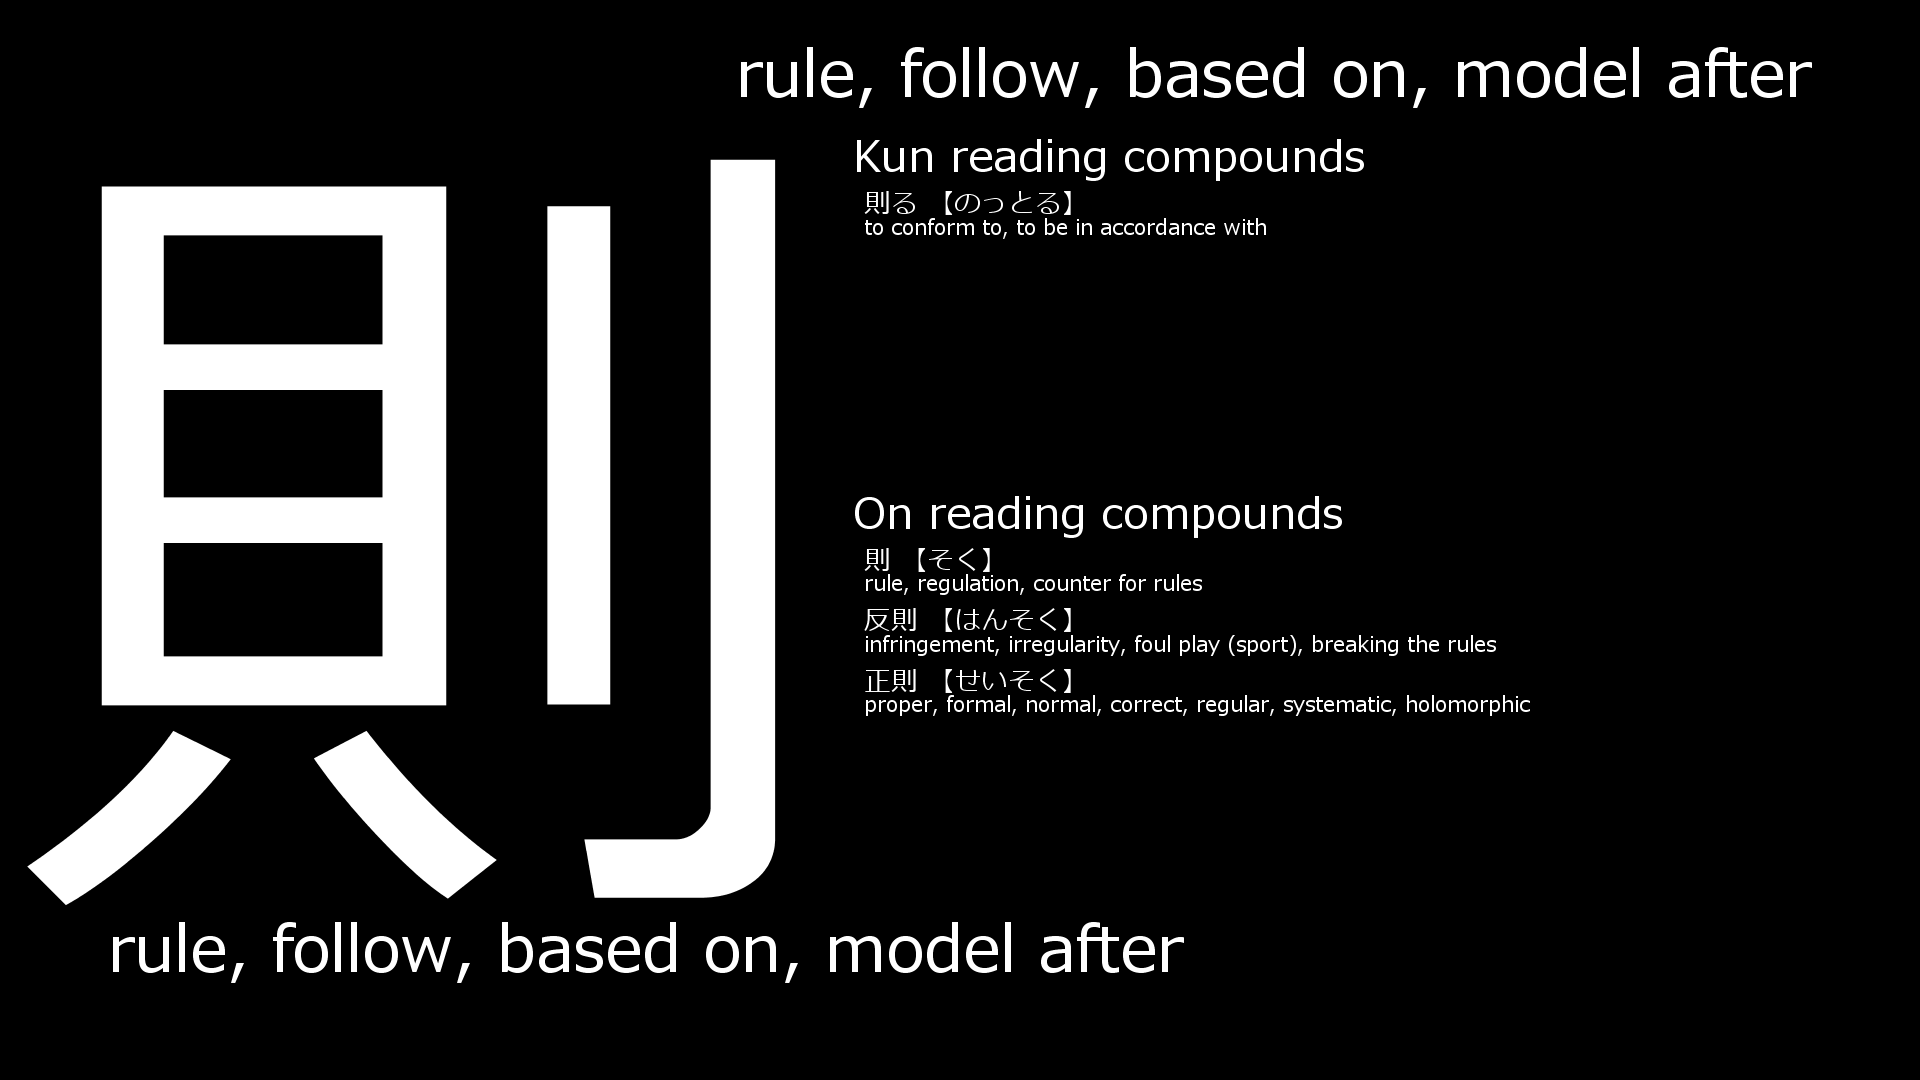 rule, follow, based on, model after
則
Kun reading compounds
則る 【のっとる】
to conform to, to be in accordance with
On reading compounds
則 【そく】
rule, regulation, counter for rules
反則 【はんそく】
infringement, irregularity, foul play (sport), breaking the rules
正則 【せいそく】
proper, formal, normal, correct, regular, systematic, holomorphic
rule, follow, based on, model after